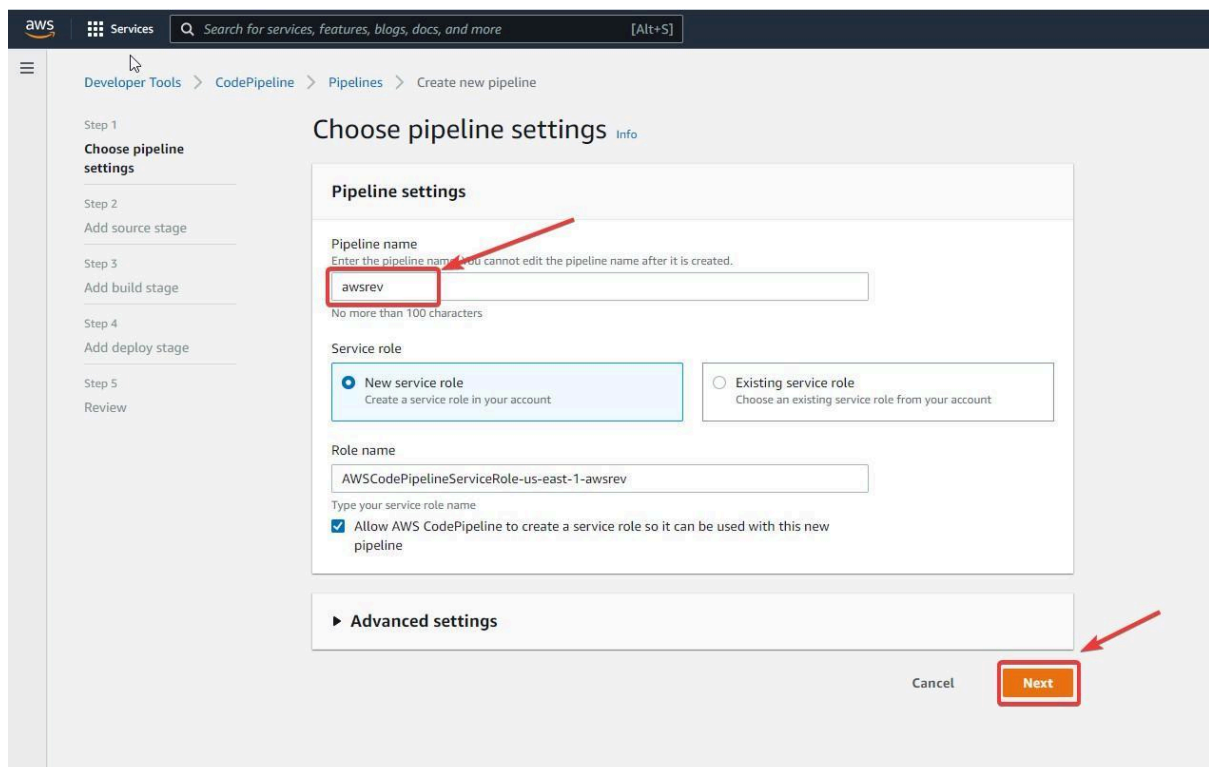 aws
Services
Search for services, features, blogs, docs, and more
[Alt+S]
Developer Tools > CodePipeline > Pipelines > Create new pipeline
Step 1
Choose pipeline
settings
Step 2
Add source stage
Step 3
Add build stage
Step 4
Add deploy stage
Step 5
Review
Choose pipeline settings Info
Pipeline settings
Pipeline name
Enter the pipeline name. You cannot edit the pipeline name after it is created.
awsrev
No more than 100 characters
Service role
New service role
Create a service role in your account
Existing service role
Choose an existing service role from your account
Role name
AWSCodePipelineServiceRole-us-east-1-awsrev
Type your service role name
Allow AWS CodePipeline to create a service role so it can be used with this new
pipeline
Advanced settings
Cancel
Next